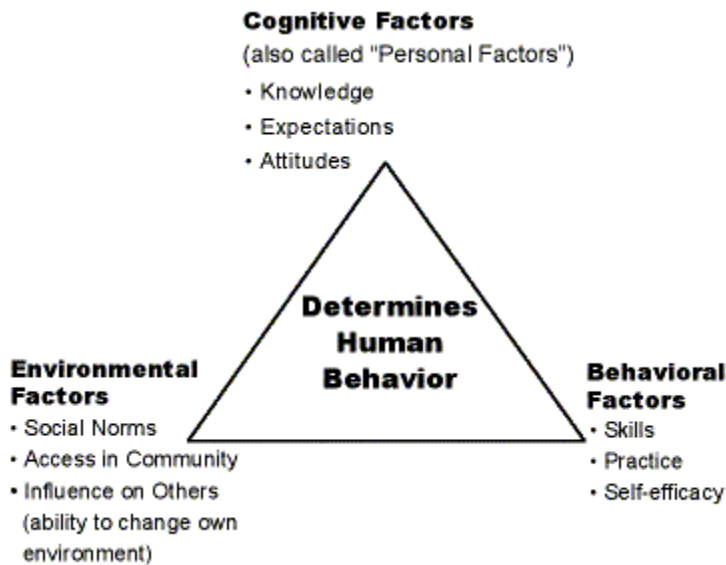 Cognitive Factors
(also called "Personal Factors")
• Knowledge
• Expectations
• Attitudes
Determines
Human
Behavior
Environmental
Factors
• Social Norms
• Access in Community
• Influence on Others
(ability to change own
environment)
Behavioral
Factors
• Skills
• Practice
• Self-efficacy